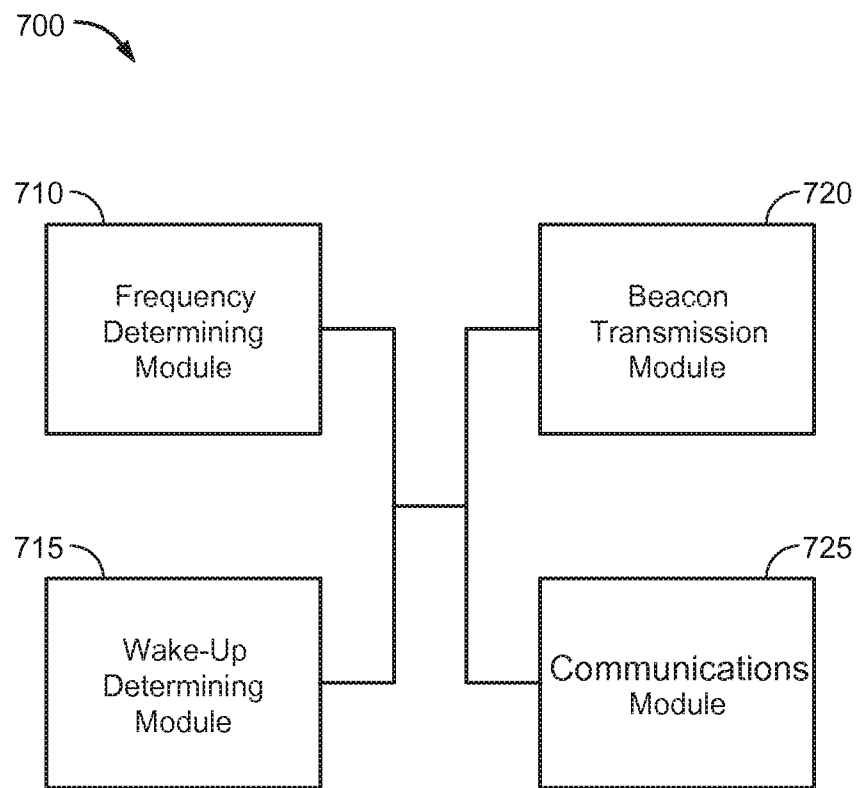 700
710
720
Frequency
Determining
Module
Beacon
Transmission
Module
715
725
Wake-Up
Determining
Module
Communications
Module